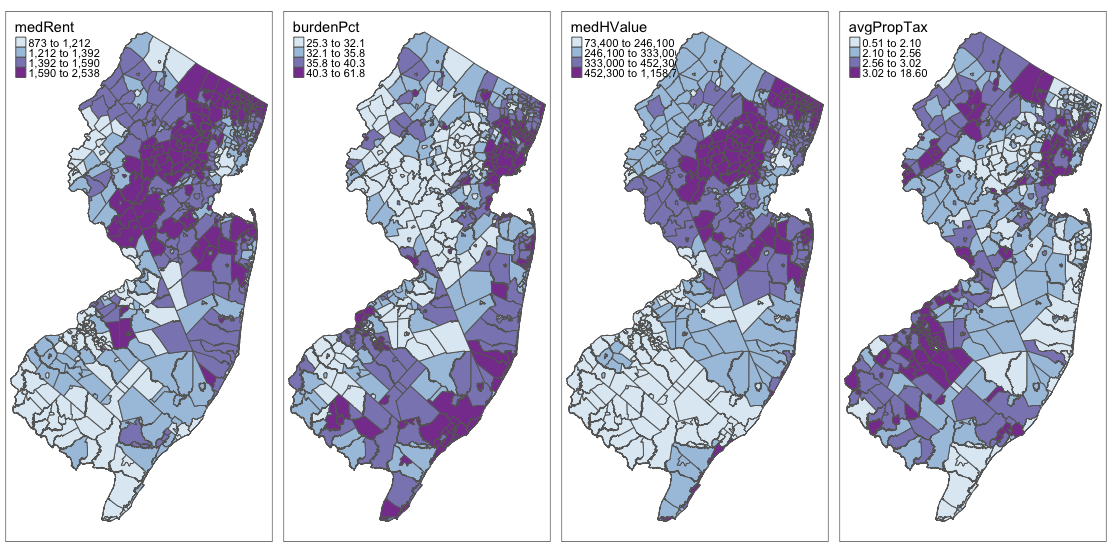 medRent
873 to 1,212
1,212 to 1,392
1,392 to 1,590
1,590 to 2,538
burdenPct
25.3 to 32.1
32.1 to 35.8
35.8 to 40.3
40.3 to 61.8
medHValue
73,400 to 246,100
246,100 to 333,00
333,000 to 452,30
452,300 to 1,158,7
avgPropTax
0.51 to 2.10
2.10 to 2.56
2.56 to 3.02
3.02 to 18.60